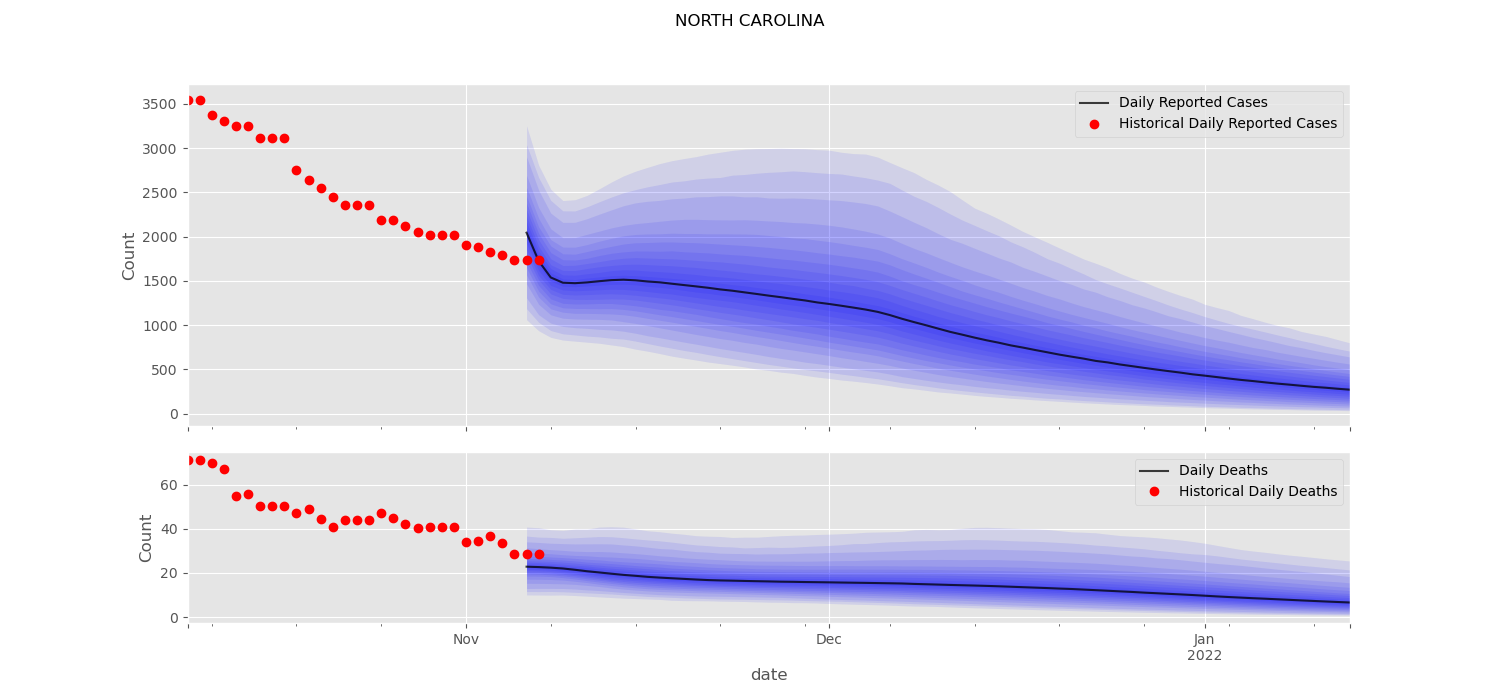 NORTH CAROLINA
3500
3000
2500
2000
1500
1000
500
0
Count
Daily Reported Cases
Historical Daily Reported Cases
60
40
20
0
Count
Daily Deaths
Historical Daily Deaths
Nov
Dec
Jan
2022
date